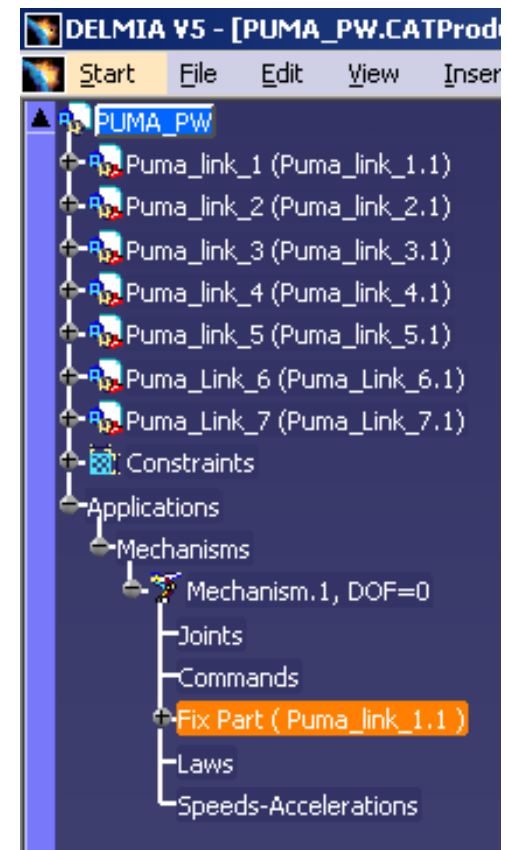 DELMIA V5 - [PUMA_PW.CATProd
Start File Edit View Inser
PUMA_PW
Puma_link_1 (Puma_link_1.1)
Puma_link_2 (Puma_link_2.1)
Puma_link_3 (Puma_link_3.1)
Puma_link_4 (Puma_link_4.1)
Puma_link_5 (Puma_link_5.1)
Puma_Link_6 (Puma_Link_6.1)
Puma_Link_7 (Puma_Link_7.1)
Constraints
Applications
Mechanisms
Mechanism.1, DOF=0
Joints
Commands
Fix Part ( Puma_link_1.1 )
Laws
Speeds-Accelerations